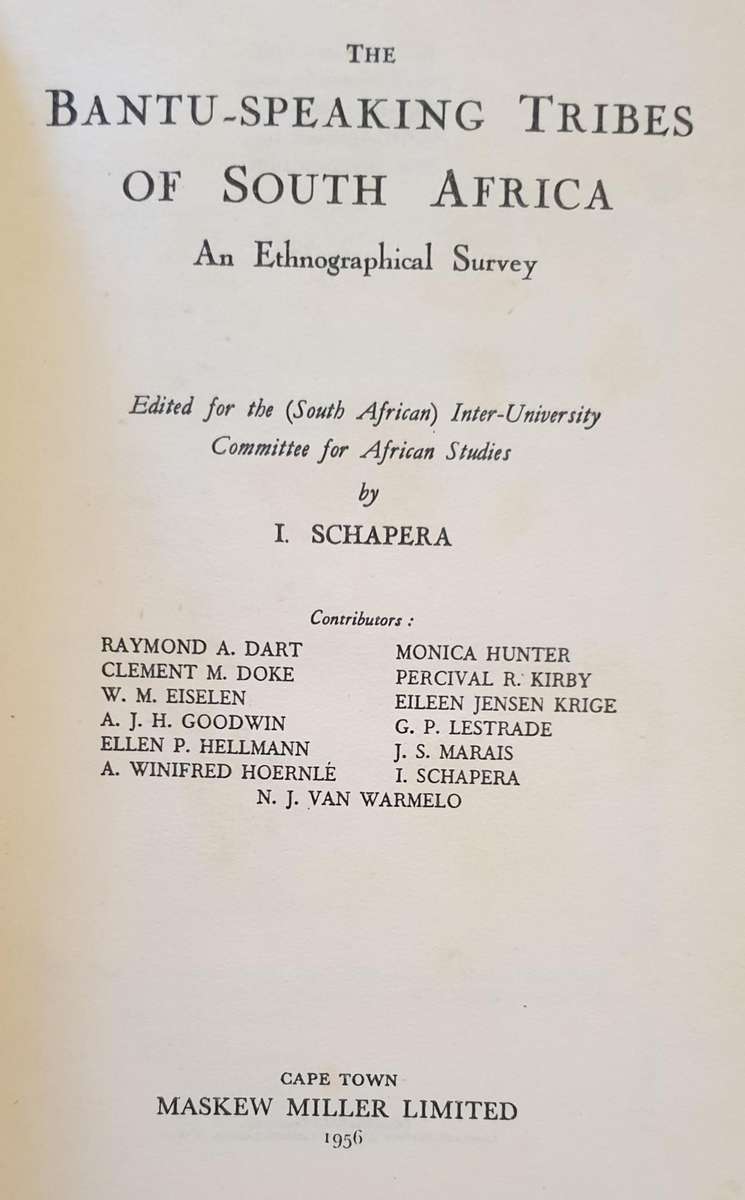 THE
BANTU-SPEAKING TRIBES
OF SOUTH AFRICA
An Ethnographical Survey
Edited for the (South African) Inter-University
Committee for African Studies
by
I. SCHAPERA
Contributors :
RAYMOND A. DART
CLEMENT M. DOKE
W. M. EISELEN
A. J. H. GOODWIN
ELLEN P. HELLMANN
A. WINIFRED HOERNLÉ
MONICA HUNTER
PERCIVAL R. KIRBY
EILEEN JENSEN KRIGE
G. P. LESTRADE
J. S. MARAIS
I. SCHAPERA
N. J. VAN WARMELO
CAPE TOWN
MASKEW MILLER LIMITED
1956